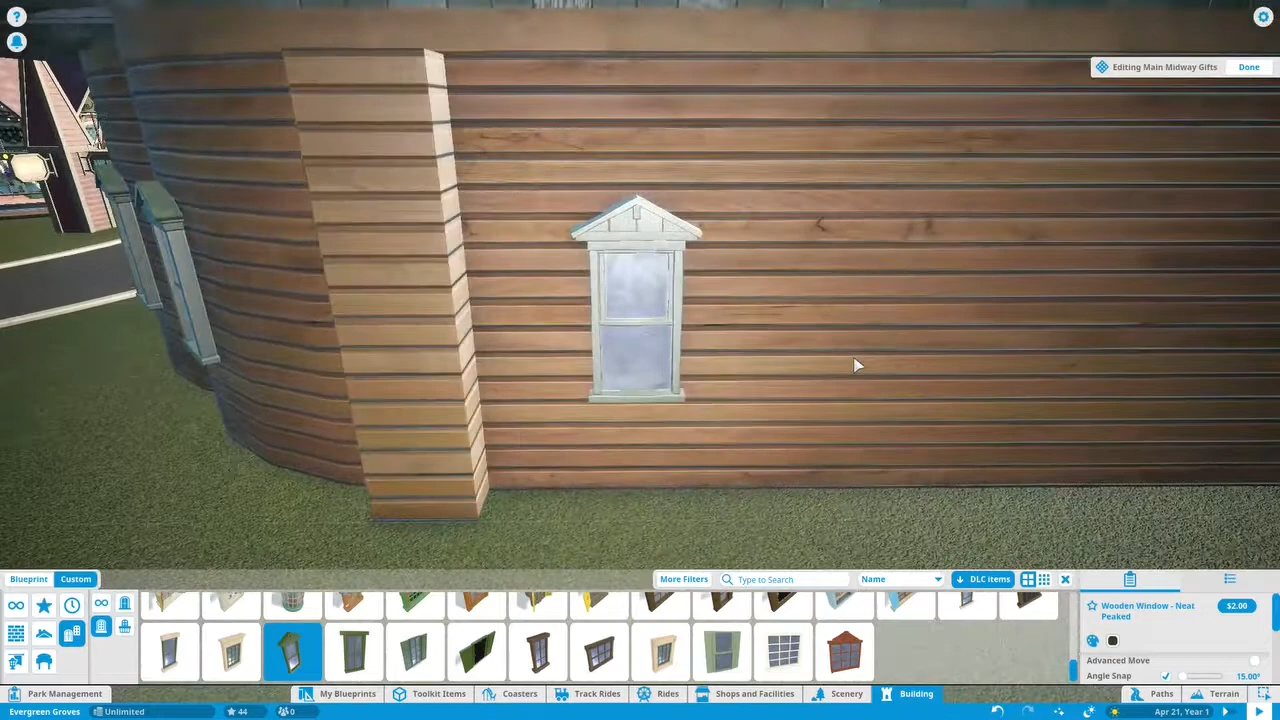 ?
Editing Main Midway Gifts Done
Blueprint Custom More Filters Type to Search Name DLC items
Wooden Window - Neat Peaked $2.00
Advanced Move
Angle Snap 15.00°
Park Management My Blueprints Toolkit Items Coasters Track Rides Rides Shops and Facilities Scenery Building Paths Terrain
Evergreen Groves Unlimited 44 0 Apr 21, Year 1